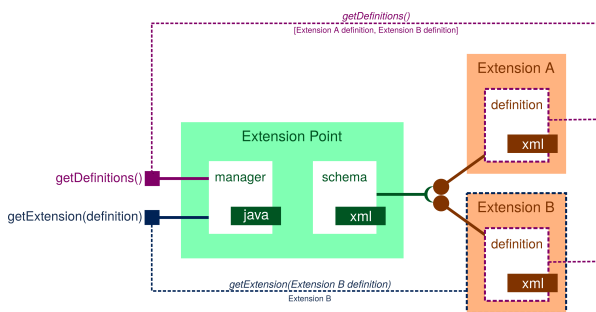 getDefinitions()
[Extension A definition, Extension B definition]
Extension A
definition
xml
Extension Point
manager
java
schema
xml
getDefinitions()
getExtension(definition)
Extension B
definition
xml
getExtension(Extension B definition)
Extension B